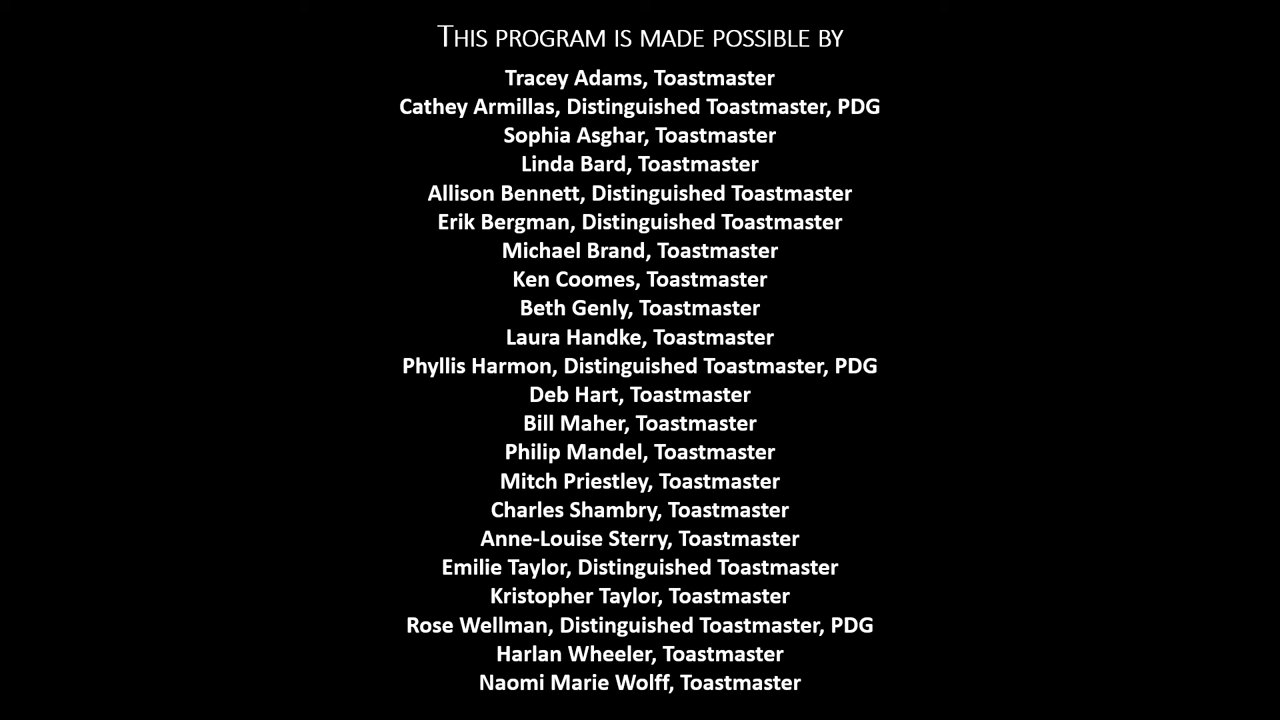 THIS PROGRAM IS MADE POSSIBLE BY
Tracey Adams, Toastmaster
Cathey Armillas, Distinguished Toastmaster, PDG
Sophia Asghar, Toastmaster
Linda Bard, Toastmaster
Allison Bennett, Distinguished Toastmaster
Erik Bergman, Distinguished Toastmaster
Michael Brand, Toastmaster
Ken Coomes, Toastmaster
Beth Genly, Toastmaster
Laura Handke, Toastmaster
Phyllis Harmon, Distinguished Toastmaster, PDG
Deb Hart, Toastmaster
Bill Maher, Toastmaster
Philip Mandel, Toastmaster
Mitch Priestley, Toastmaster
Charles Shambry, Toastmaster
Anne-Louise Sterry, Toastmaster
Emilie Taylor, Distinguished Toastmaster
Kristopher Taylor, Toastmaster
Rose Wellman, Distinguished Toastmaster, PDG
Harlan Wheeler, Toastmaster
Naomi Marie Wolff, Toastmaster